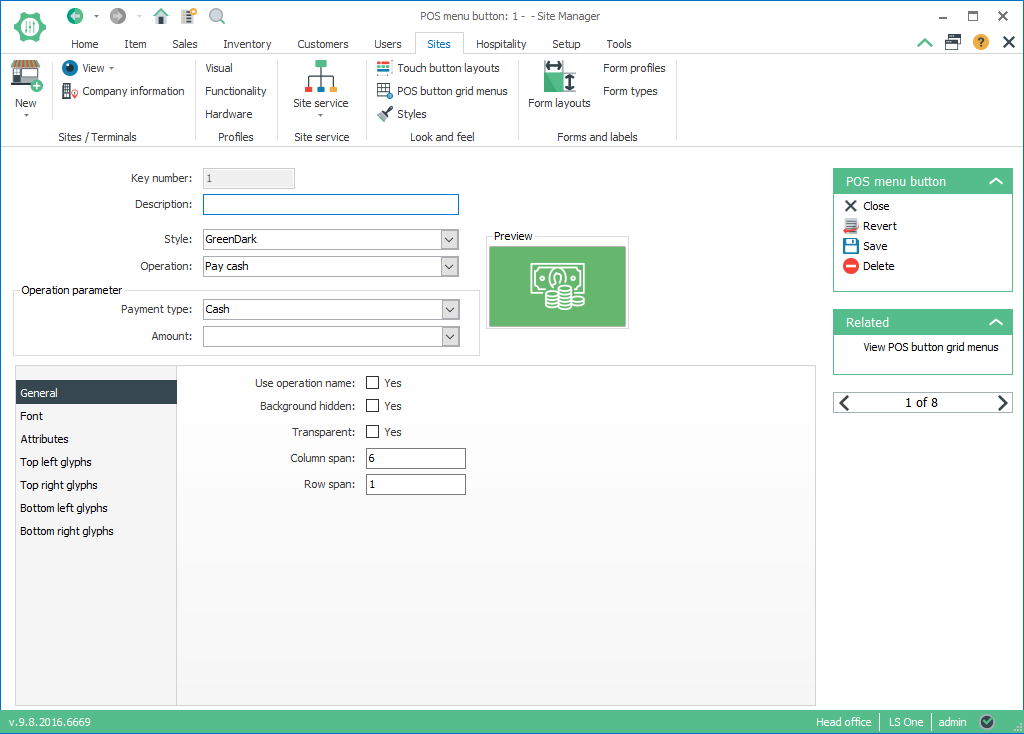 POS menu button: 1 - - Site Manager
Home Item Sales Inventory Customers Users Sites Hospitality Setup Tools
New
View
Company information
Sites / Terminals
Visual
Functionality
Hardware
Profiles
Site service
Site service
Touch button layouts
POS button grid menus
Styles
Look and feel
Form layouts
Form profiles
Form types
Forms and labels
Key number: 1
Description:
Style: GreenDark
Operation: Pay cash
Operation parameter
Payment type: Cash
Amount:
Preview
General
Font
Attributes
Top left glyphs
Top right glyphs
Bottom left glyphs
Bottom right glyphs
Use operation name: Yes
Background hidden: Yes
Transparent: Yes
Column span: 6
Row span: 1
POS menu button
Close
Revert
Save
Delete
Related
View POS button grid menus
1 of 8
v.9.8.2016.6669
Head office LS One admin